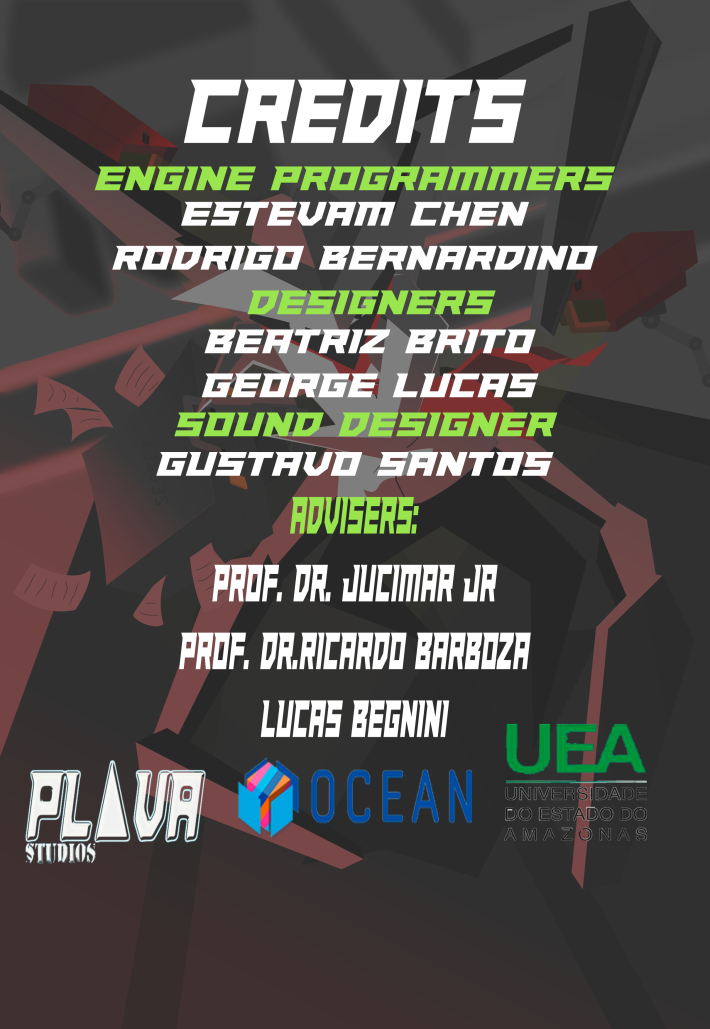 CREDITS
ENGINE PROGRAMMERS
ESTEVAM CHEN
RODRIGO BERNARDINO
DESIGNERS
BEATRIZ BRITO
GEORGE LUCAS
SOUND DESIGNER
GUSTAVO SANTOS
ADVISERS:
PROF. DR. JUCIMAR JR
PROF. DR.RICARDO BARBOZA
LUCAS BEGNINI
PLAVA
STUDIOS
OCEAN
UEA
UNIVERSIDADE
DO ESTADO DO
AMAZONAS